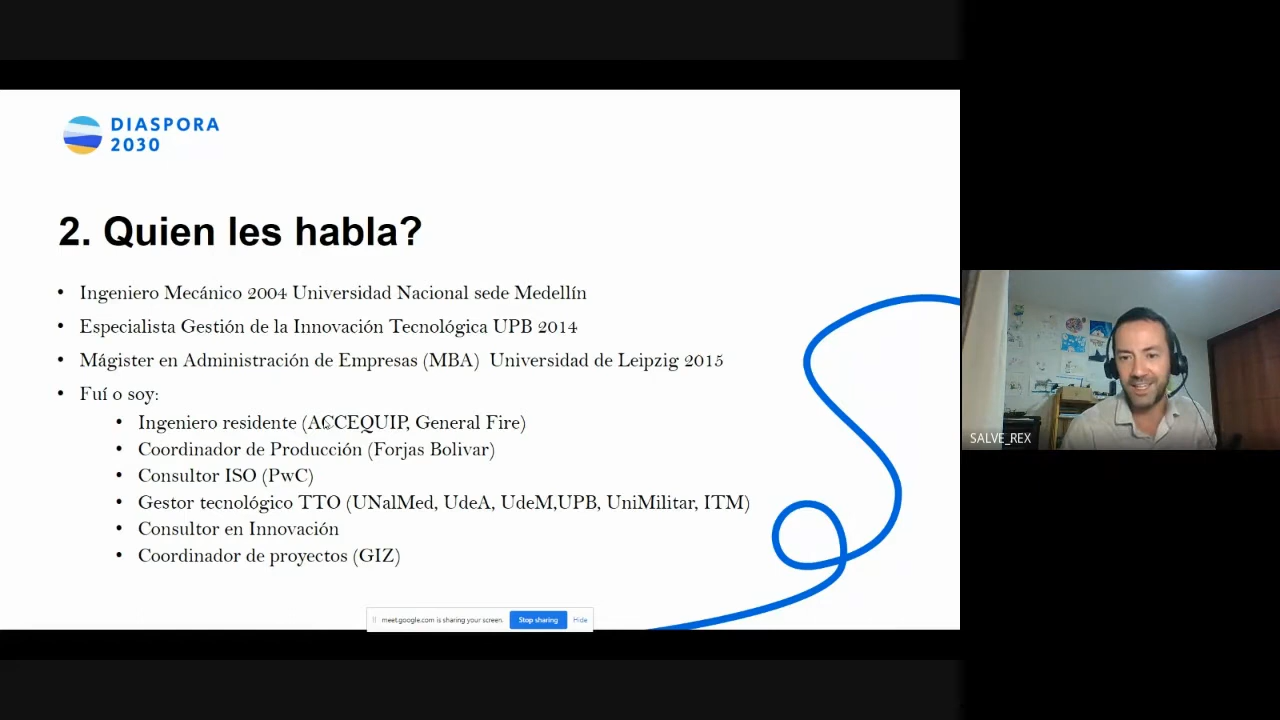 DIASPORA
2030
2. Quien les habla?
• Ingeniero Mecánico 2004 Universidad Nacional sede Medellín
• Especialista Gestión de la Innovación Tecnológica UPB 2014
• Mágister en Administración de Empresas (MBA) Universidad de Leipzig 2015
• Fuí o soy:
• Ingeniero residente (ACCEQUIP, General Fire)
• Coordinador de Producción (Forjas Bolivar)
• Consultor ISO (PwC)
• Gestor tecnológico TTO (UNalMed, UdeA, UdeM,UPB, UniMilitar, ITM)
• Consultor en Innovación
• Coordinador de proyectos (GIZ)
meet.google.com is sharing your screen. Stop sharing Hide
SALVE_REX